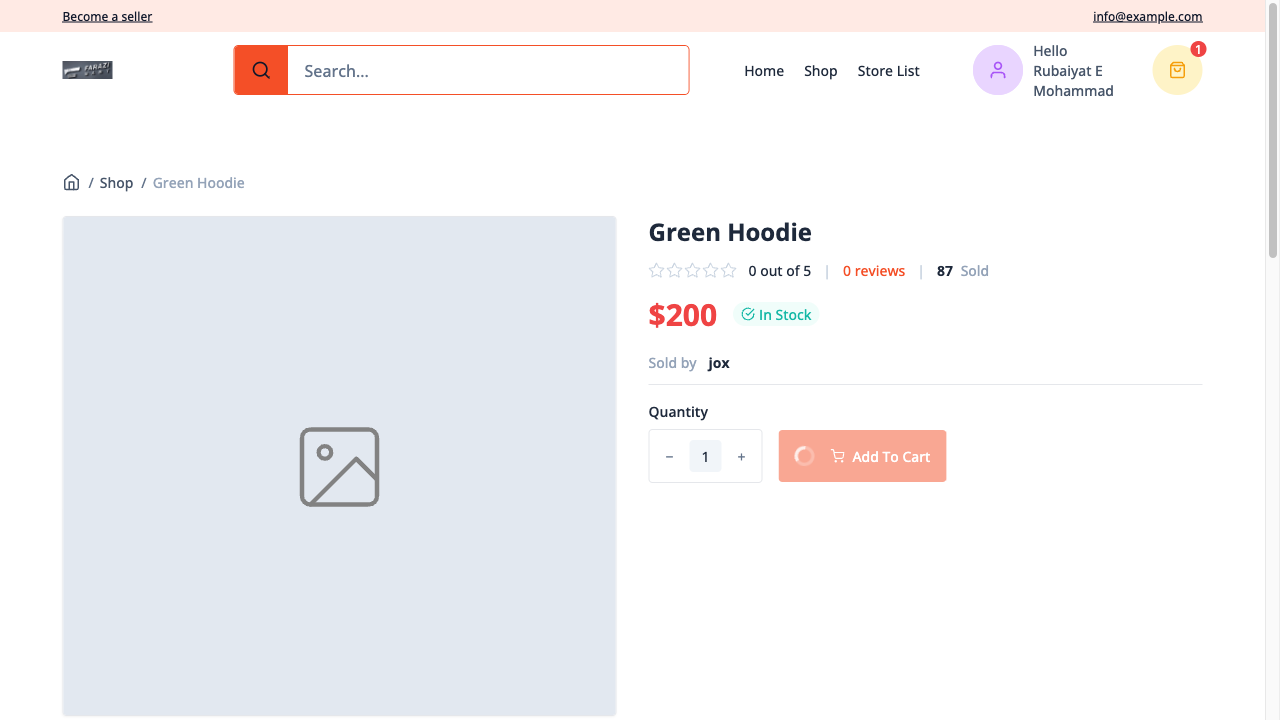 Become a seller
info@example.com
FARAZI
Search...
Home
Shop
Store List
Hello
Rubaiyat E
Mohammad
1
/ Shop / Green Hoodie
Green Hoodie
0 out of 5 | 0 reviews | 87 Sold
$200
In Stock
Sold by jox
Quantity
− 1 +
Add To Cart